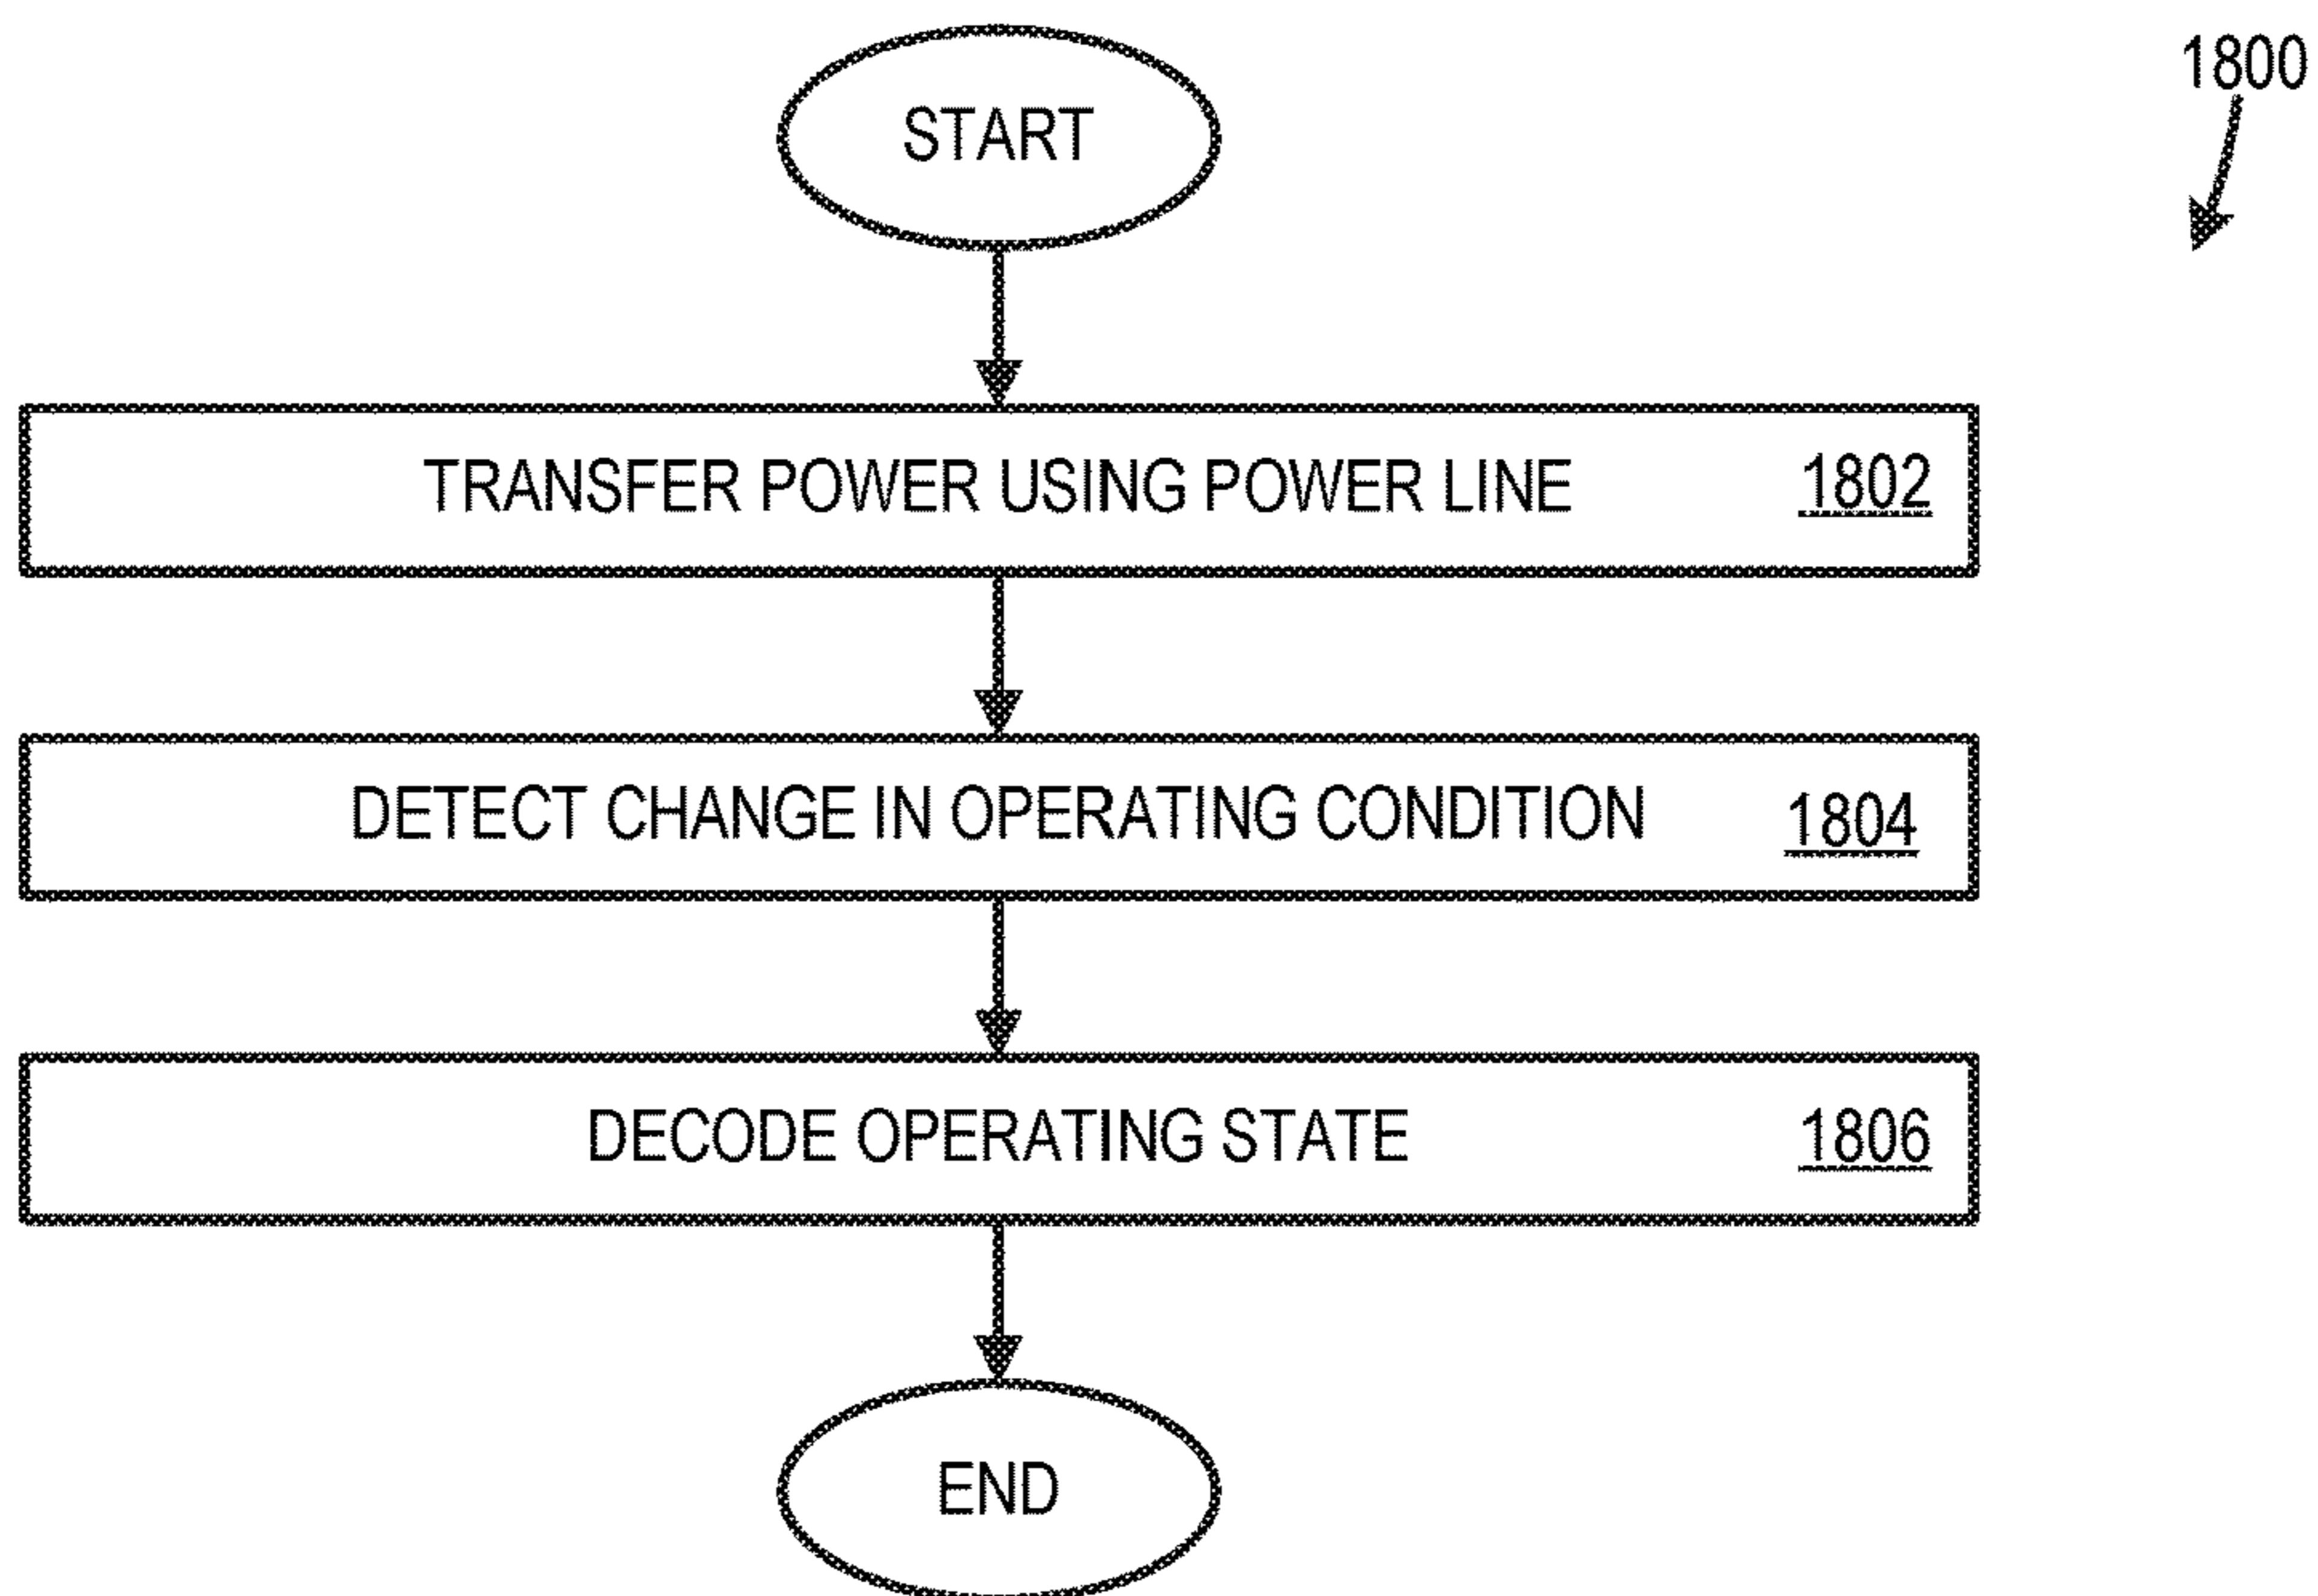 1800
START
TRANSFER POWER USING POWER LINE 1802
DETECT CHANGE IN OPERATING CONDITION 1804
DECODE OPERATING STATE 1806
END